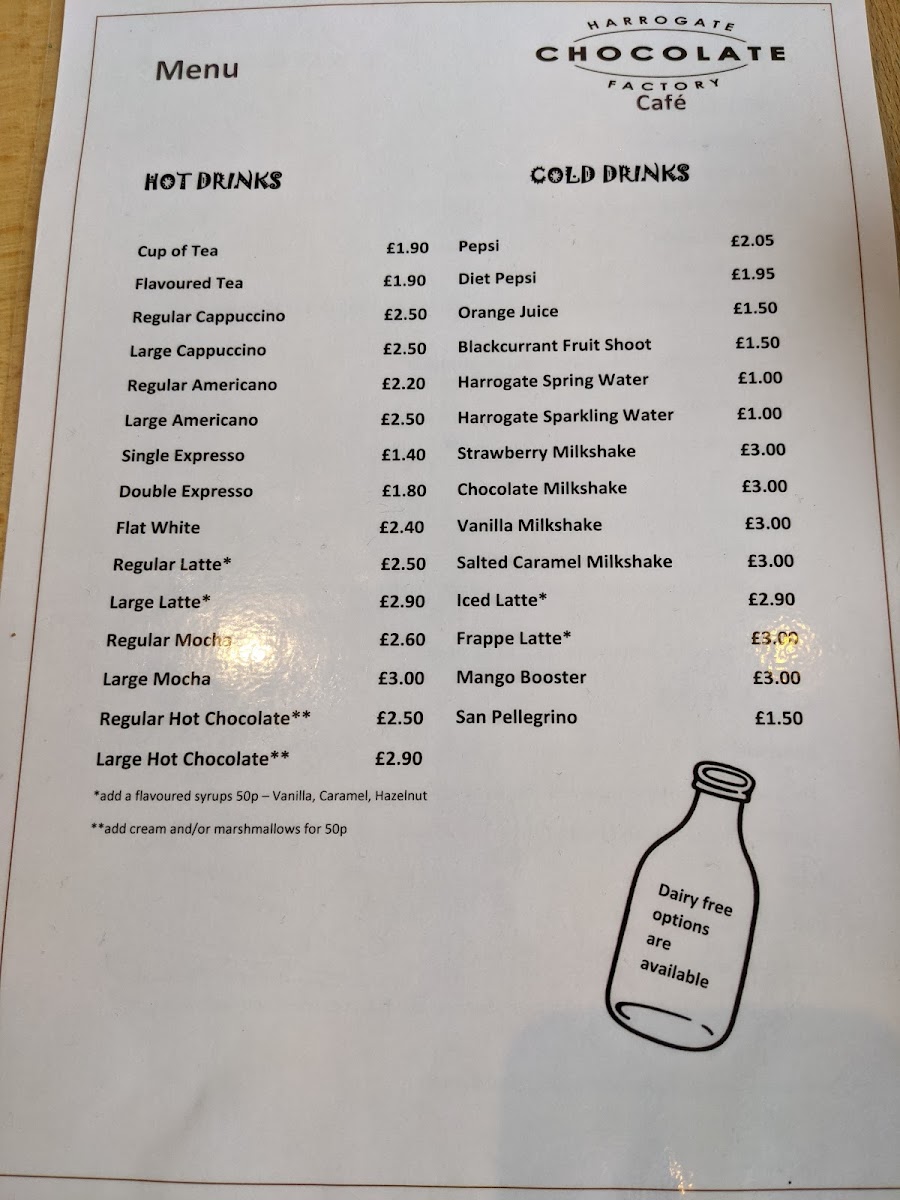 Menu
HARROGATE
CHOCOLATE
FACTORY
Café
HOT DRINKS
Cup of Tea £1.90
Flavoured Tea £1.90
Regular Cappuccino £2.50
Large Cappuccino £2.50
Regular Americano £2.20
Large Americano £2.50
Single Expresso £1.40
Double Expresso £1.80
Flat White £2.40
Regular Latte* £2.50
Large Latte* £2.90
Regular Mocha £2.60
Large Mocha £3.00
Regular Hot Chocolate** £2.50
Large Hot Chocolate** £2.90
*add a flavoured syrups 50p – Vanilla, Caramel, Hazelnut
**add cream and/or marshmallows for 50p
COLD DRINKS
Pepsi £2.05
Diet Pepsi £1.95
Orange Juice £1.50
Blackcurrant Fruit Shoot £1.50
Harrogate Spring Water £1.00
Harrogate Sparkling Water £1.00
Strawberry Milkshake £3.00
Chocolate Milkshake £3.00
Vanilla Milkshake £3.00
Salted Caramel Milkshake £3.00
Iced Latte* £2.90
Frappe Latte* £3.00
Mango Booster £3.00
San Pellegrino £1.50
Dairy free
options
are
available